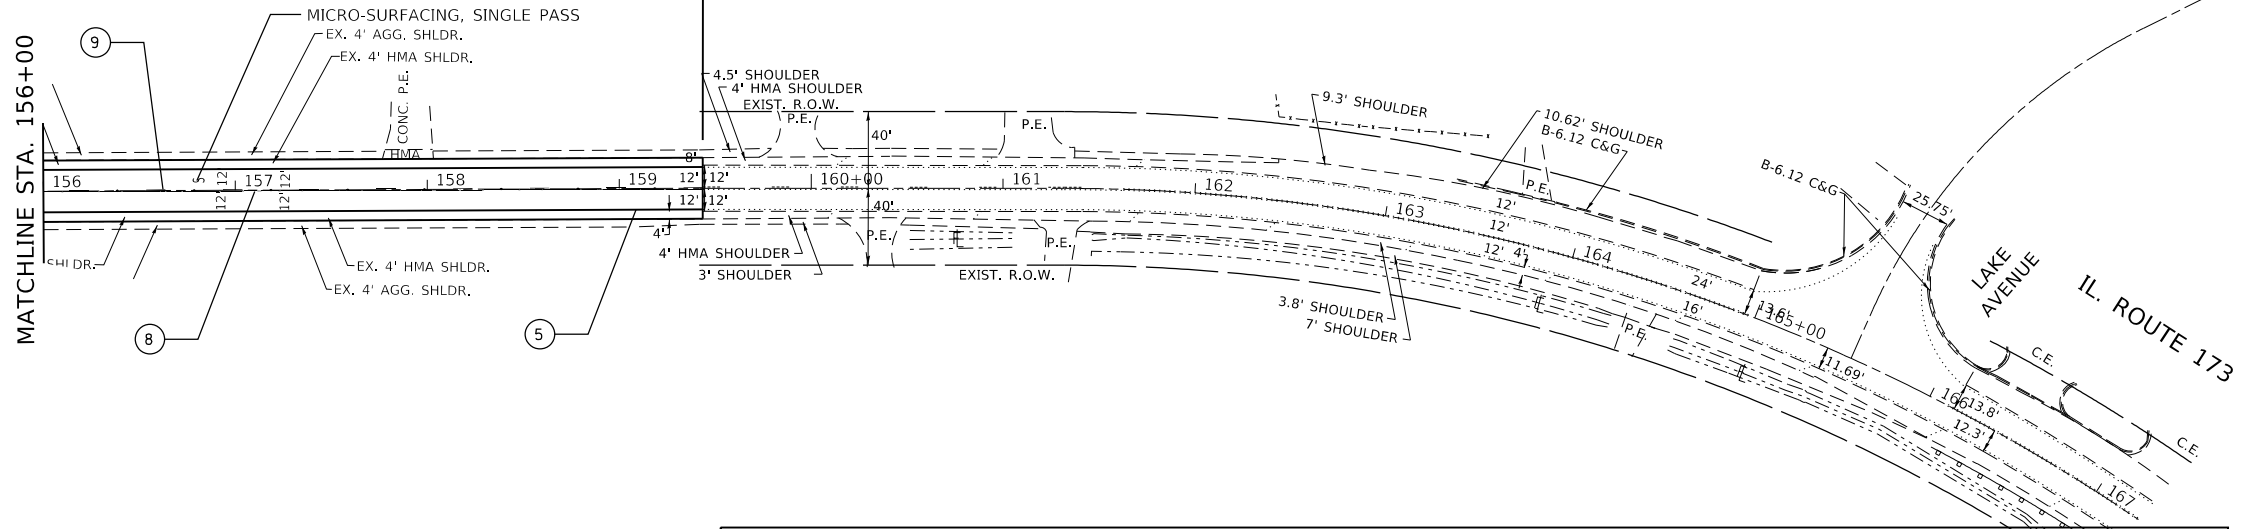 MATCHLINE STA. 156+00
9
MICRO-SURFACING, SINGLE PASS
EX. 4' AGG. SHLDR.
EX. 4' HMA SHLDR.
CONC. P.E.
HMA
156
157
158
159
160+00
161
162
163
164
165+00
166
167
5'
12'
12'
12'
12'
8'
12'
12'
12'
12'
4'
SHLDR.
EX. 4' HMA SHLDR.
EX. 4' AGG. SHLDR.
8
5
4.5' SHOULDER
4' HMA SHOULDER
EXIST. R.O.W.
P.E.
40'
40'
P.E.
P.E.
P.E.
4' HMA SHOULDER
3' SHOULDER
EXIST. R.O.W.
9.3' SHOULDER
10.62' SHOULDER
B-6.12 C&G
P.E.
12'
12'
12'
4'
24'
16'
13.6'
3.8' SHOULDER
7' SHOULDER
P.E.
B-6.12 C&G
25.75'
LAKE
AVENUE
IL. ROUTE 173
11.69'
13.8'
12.3'
C.E.
C.E.